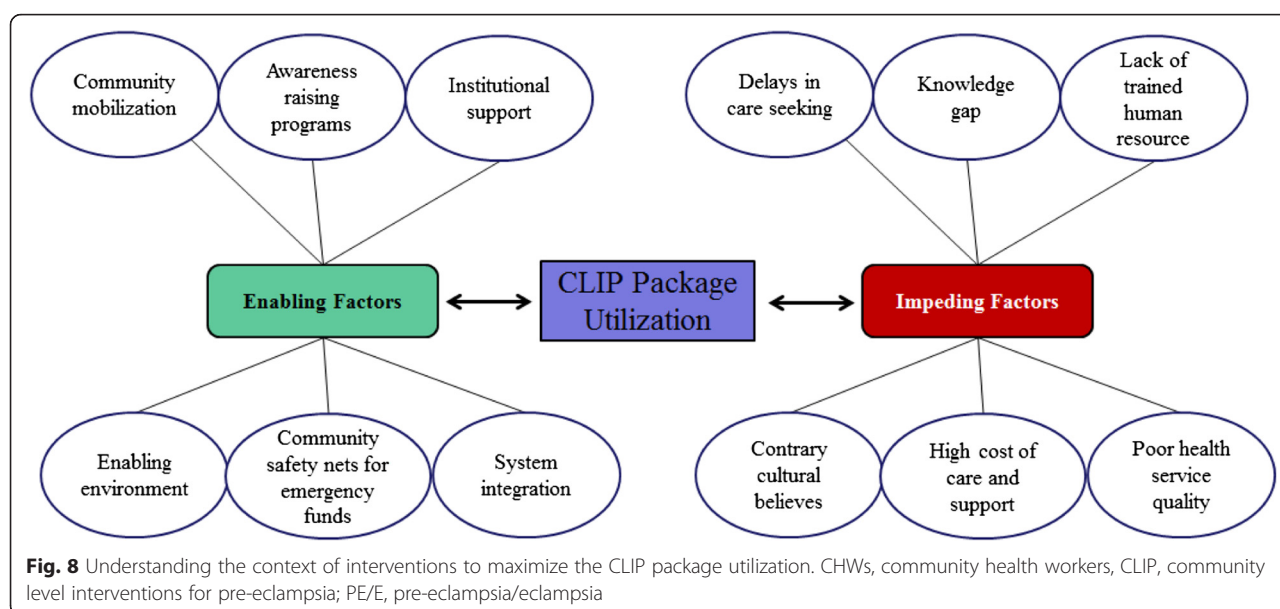 Community
mobilization
Awareness
raising
programs
Institutional
support
Delays in
care seeking
Knowledge
gap
Lack of
trained
human
resource
Enabling Factors
CLIP Package
Utilization
Impeding Factors
Enabling
environment
Community
safety nets for
emergency
funds
System
integration
Contrary
cultural
believes
High cost of
care and
support
Poor health
service
quality
Fig. 8 Understanding the context of interventions to maximize the CLIP package utilization. CHWs, community health workers, CLIP, community
level interventions for pre-eclampsia; PE/E, pre-eclampsia/eclampsia